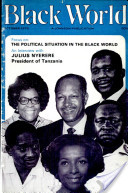 Black World
Focus on:
THE POLITICAL SITUATION IN THE BLACK WORLD
An Interview with
JULIUS NYERERE
President of Tanzania